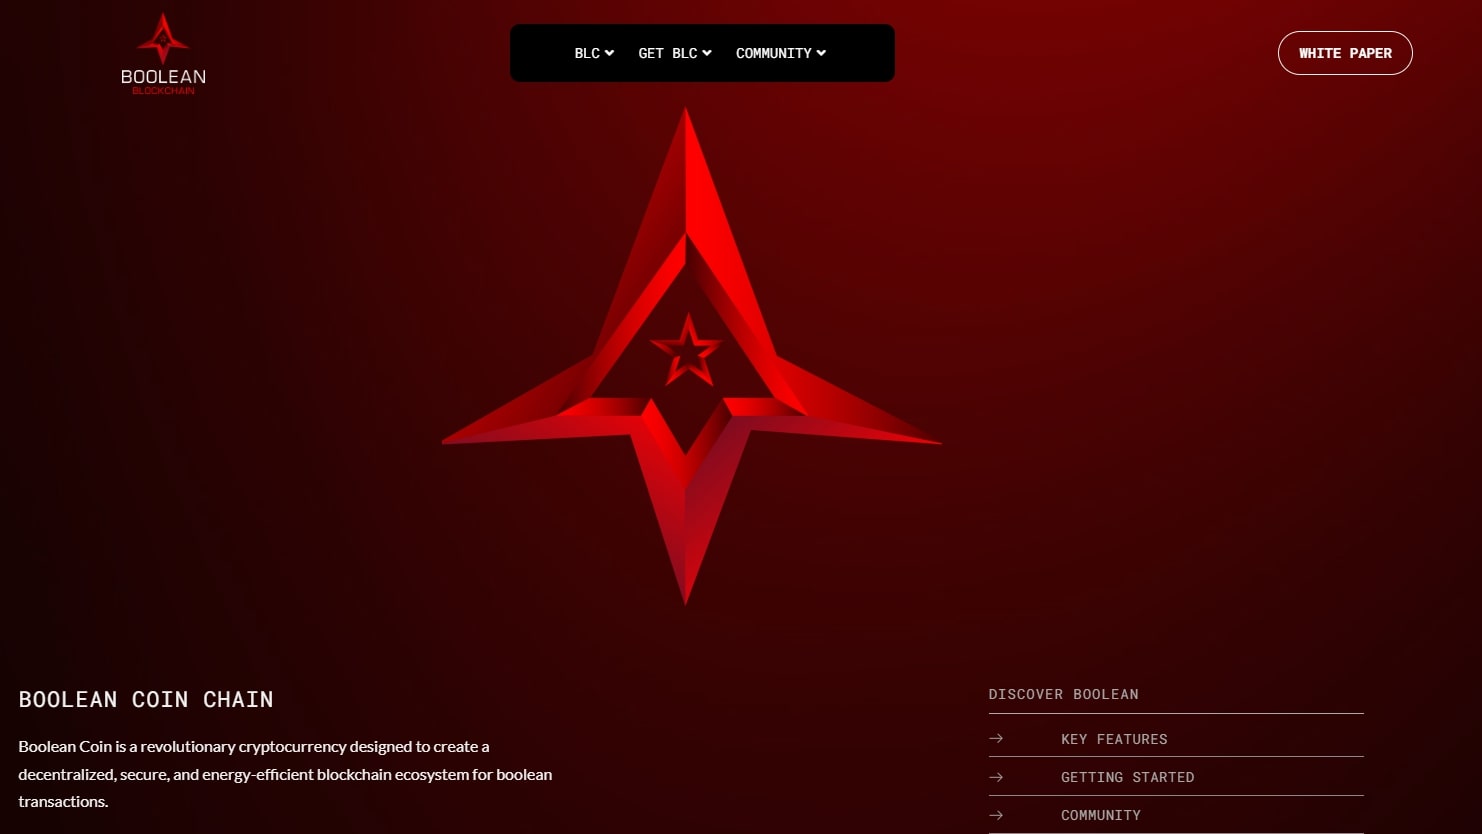 BOOLEAN
BLOCKCHAIN
BLC
GET BLC
COMMUNITY
WHITE PAPER
BOOLEAN COIN CHAIN
Boolean Coin is a revolutionary cryptocurrency designed to create a
decentralized, secure, and energy-efficient blockchain ecosystem for boolean
transactions.
DISCOVER BOOLEAN
KEY FEATURES
GETTING STARTED
COMMUNITY